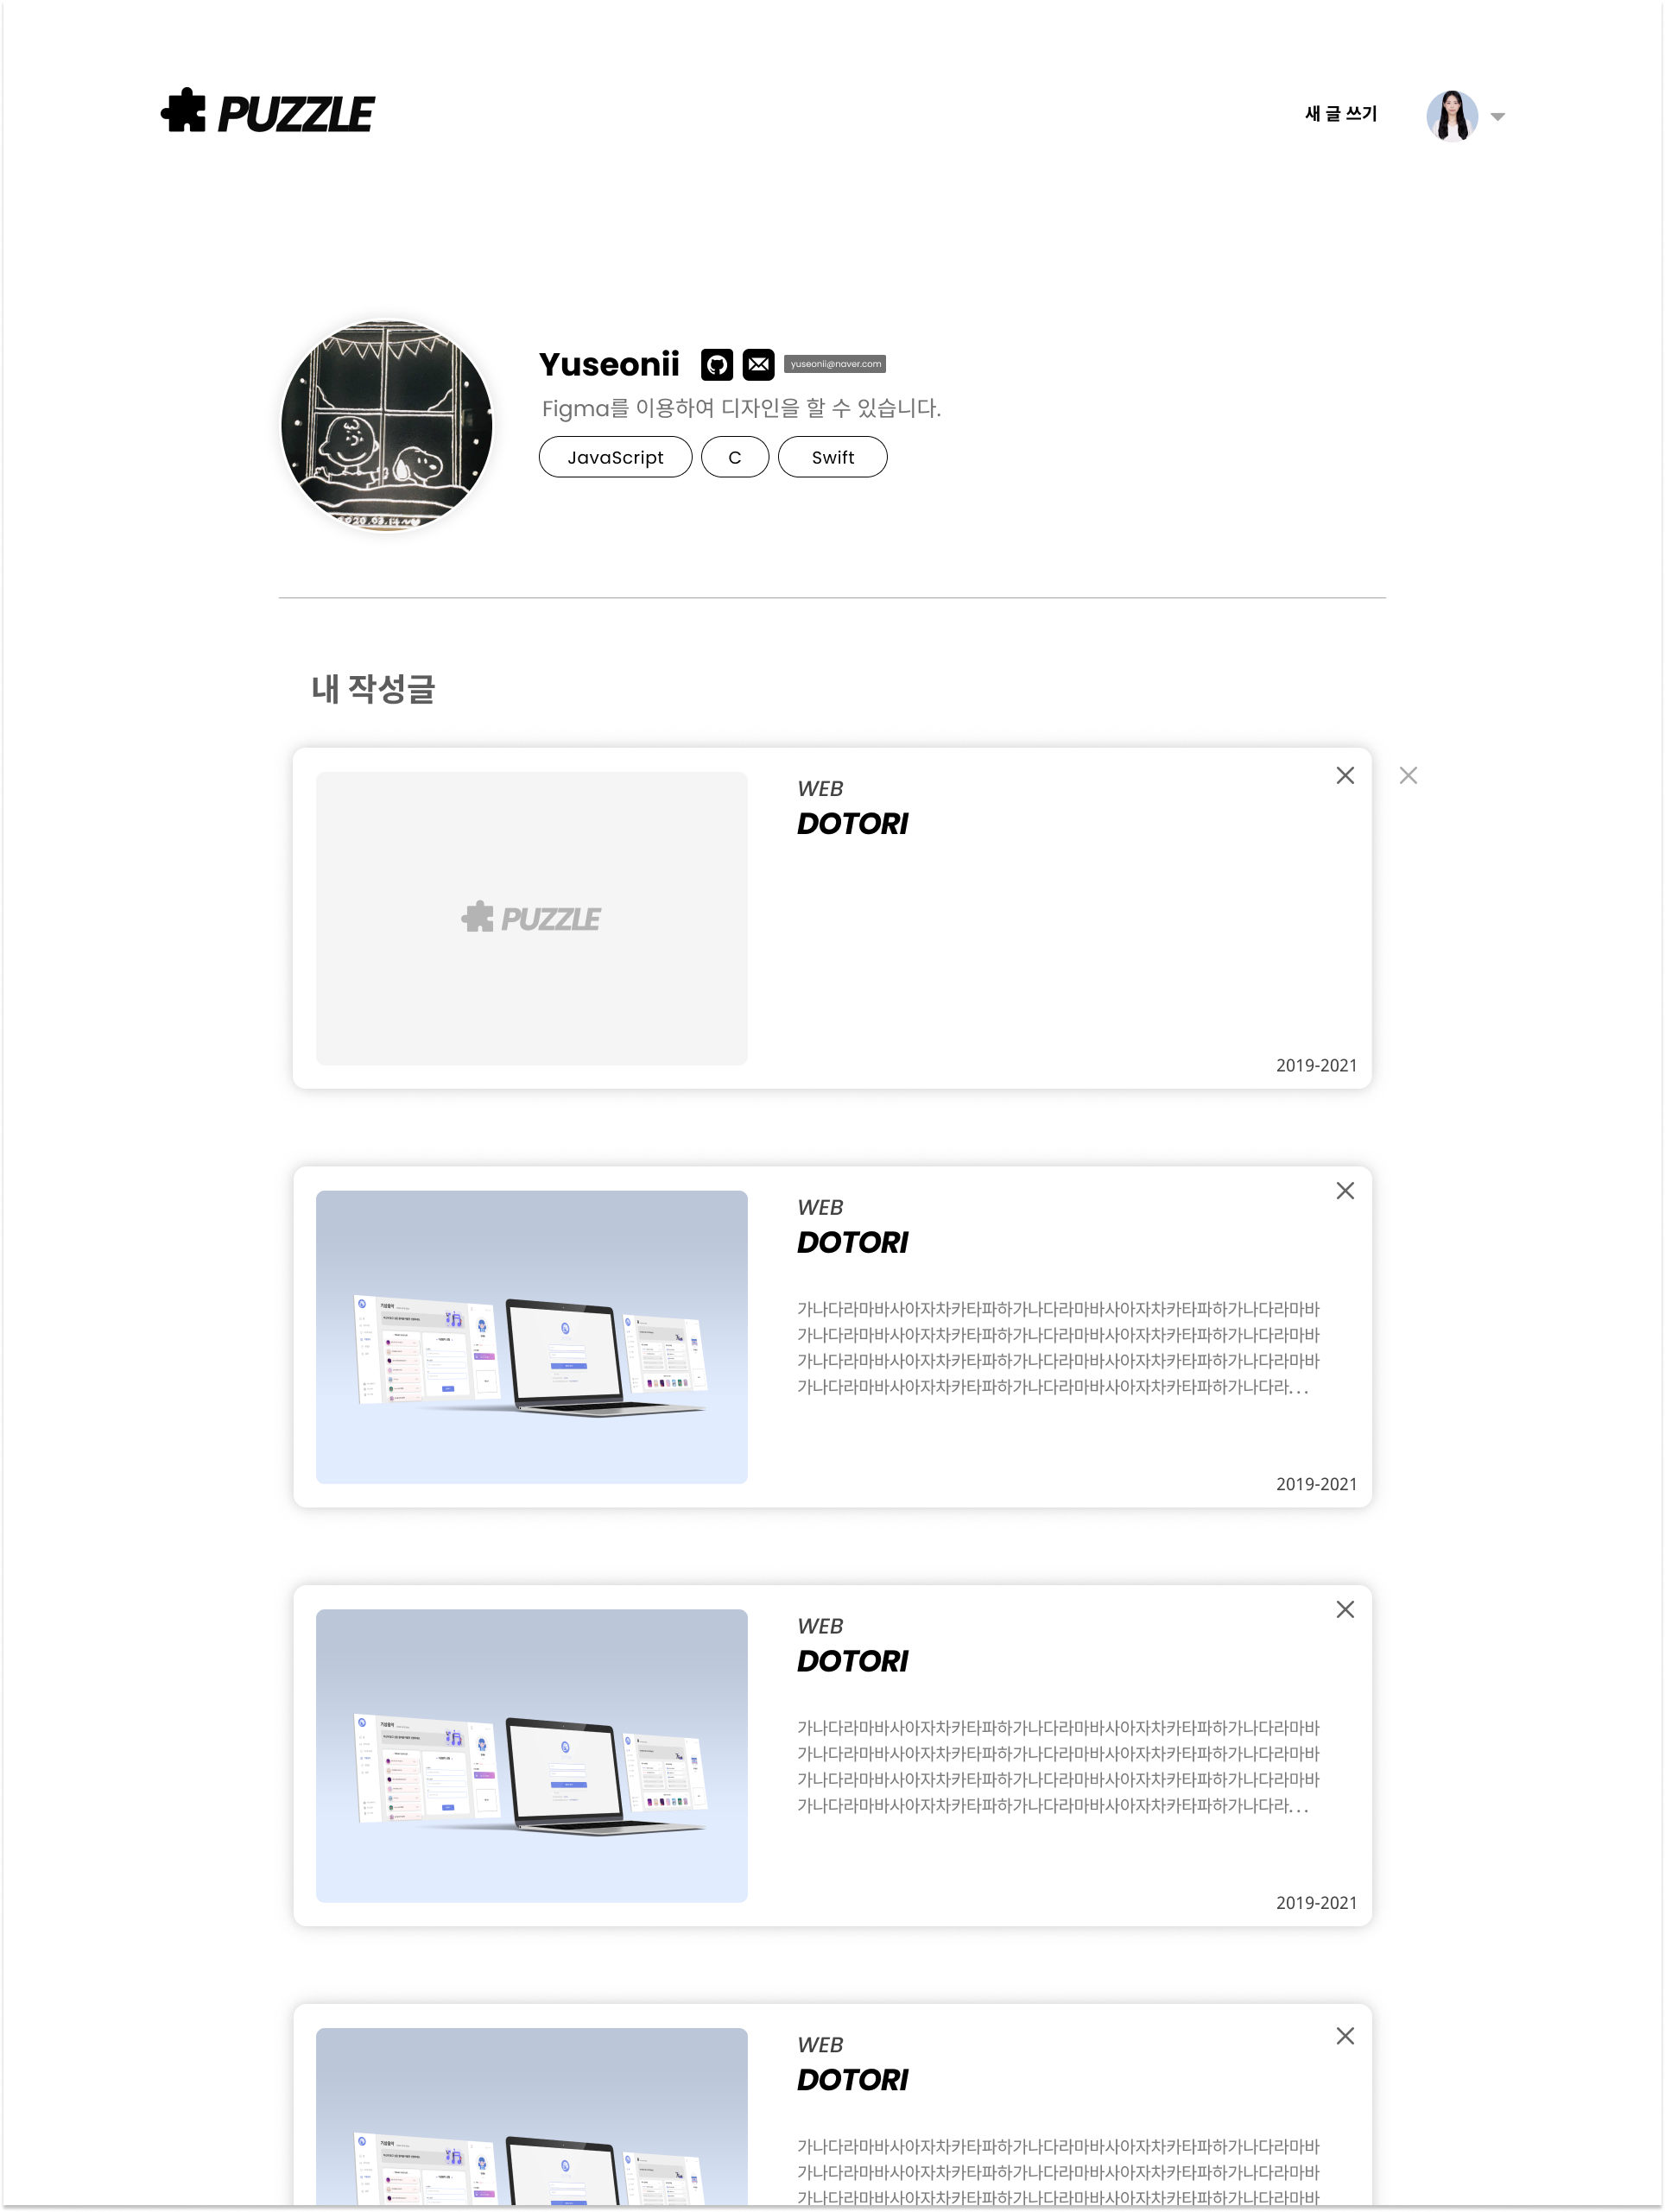 PUZZLE
새 글 쓰기
Yuseonii
yuseonii@naver.com
Figma를 이용하여 디자인을 할 수 있습니다.
JavaScript
C
Swift
내 작성글
WEB
DOTORI
PUZZLE
2019-2021
WEB
DOTORI
가나다라마바사아자차카타파하가나다라마바사아자차카타파하가나다라마바
가나다라마바사아자차카타파하가나다라마바사아자차카타파하가나다라마바
가나다라마바사아자차카타파하가나다라마바사아자차카타파하가나다라마바
가나다라마바사아자차카타파하가나다라마바사아자차카타파하가나다라...
2019-2021
WEB
DOTORI
가나다라마바사아자차카타파하가나다라마바사아자차카타파하가나다라마바
가나다라마바사아자차카타파하가나다라마바사아자차카타파하가나다라마바
가나다라마바사아자차카타파하가나다라마바사아자차카타파하가나다라마바
가나다라마바사아자차카타파하가나다라마바사아자차카타파하가나다라...
2019-2021
WEB
DOTORI
가나다라마바사아자차카타파하가나다라마바사아자차카타파하가나다라마바
가나다라마바사아자차카타파하가나다라마바사아자차카타파하가나다라마바
가나다라마바사아자차카타파하가나다라마바사아자차카타파하가나다라마바